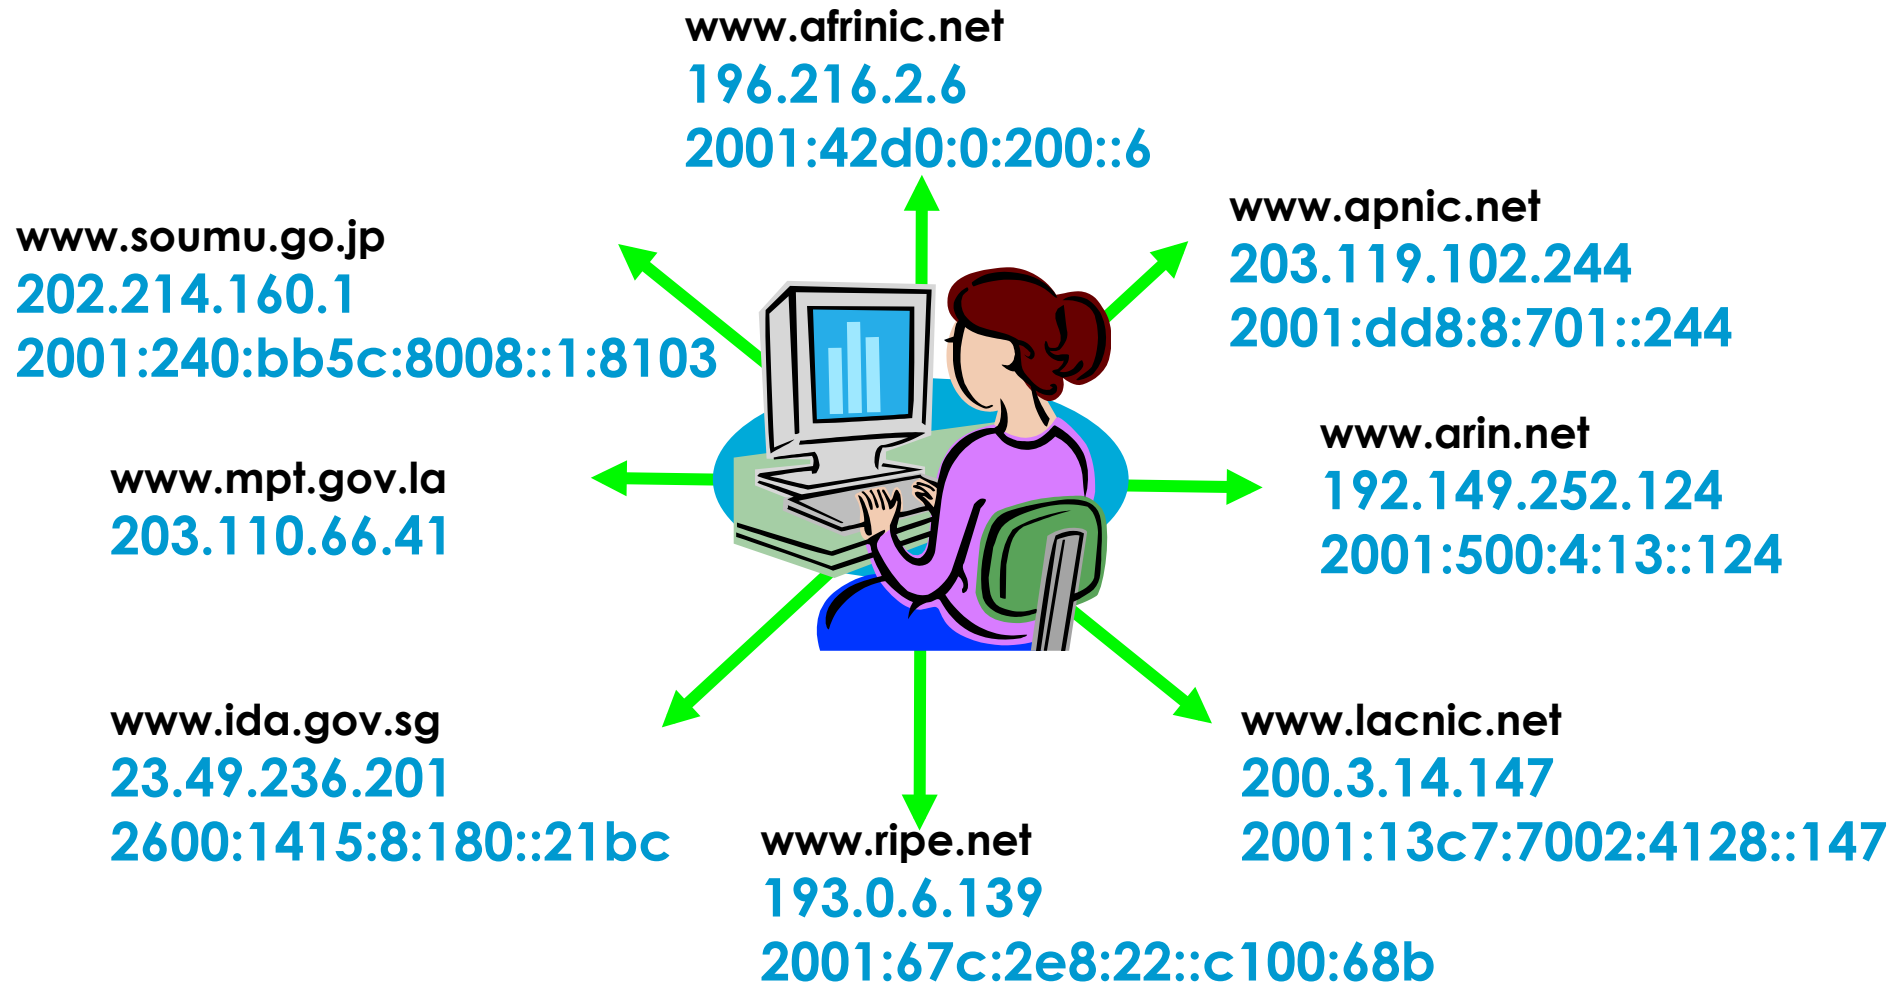 www.afrinic.net
196.216.2.6
2001:42d0:0:200::6
www.apnic.net
203.119.102.244
2001:dd8:8:701::244
www.soumu.go.jp
202.214.160.1
2001:240:bb5c:8008::1:8103
www.arin.net
192.149.252.124
2001:500:4:13::124
www.mpt.gov.la
203.110.66.41
www.ida.gov.sg
23.49.236.201
2600:1415:8:180::21bc
www.lacnic.net
200.3.14.147
2001:13c7:7002:4128::147
www.ripe.net
193.0.6.139
2001:67c:2e8:22::c100:68b